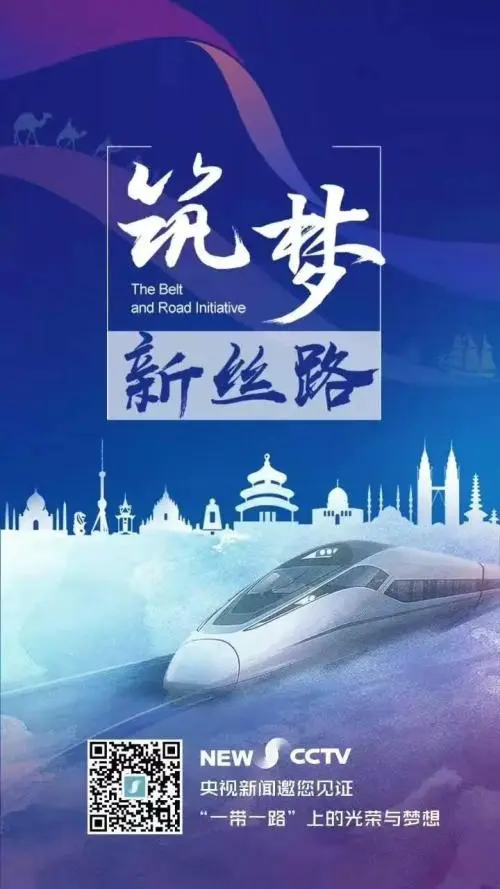 筑梦
The Belt
and Road Initiative
新丝路
NEW CCTV
央视新闻邀您见证
“一带一路”上的光荣与梦想